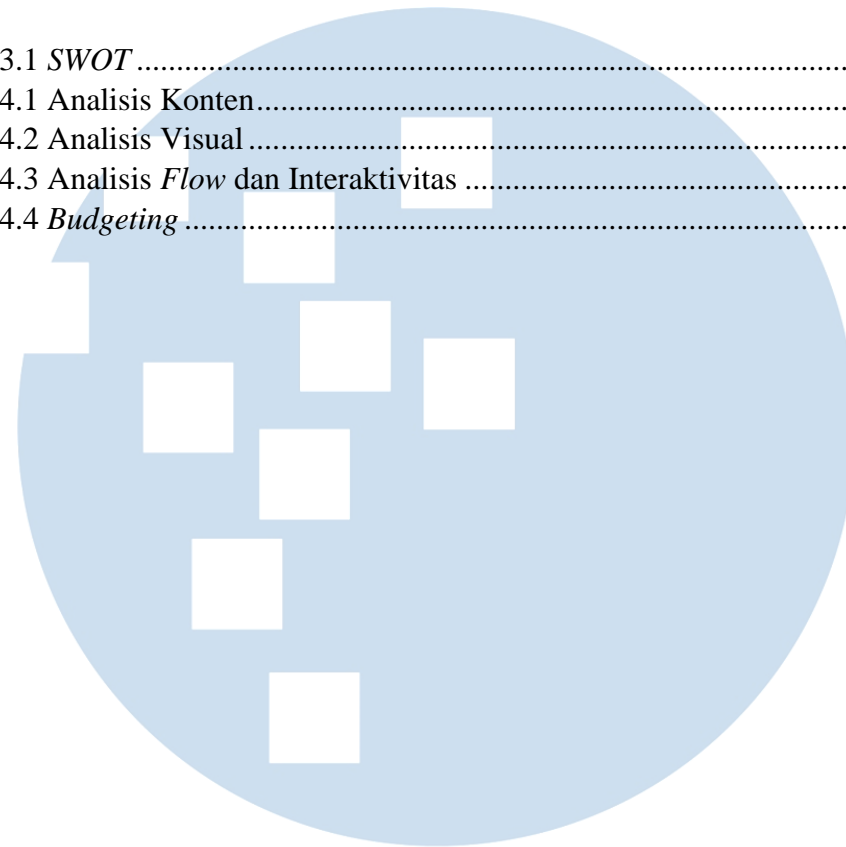 3.1 SWOT ........................................................................................
4.1 Analisis Konten.........................................................................
4.2 Analisis Visual..........................................................................
4.3 Analisis Flow dan Interaktivitas ...............................................
4.4 Budgeting ..................................................................................